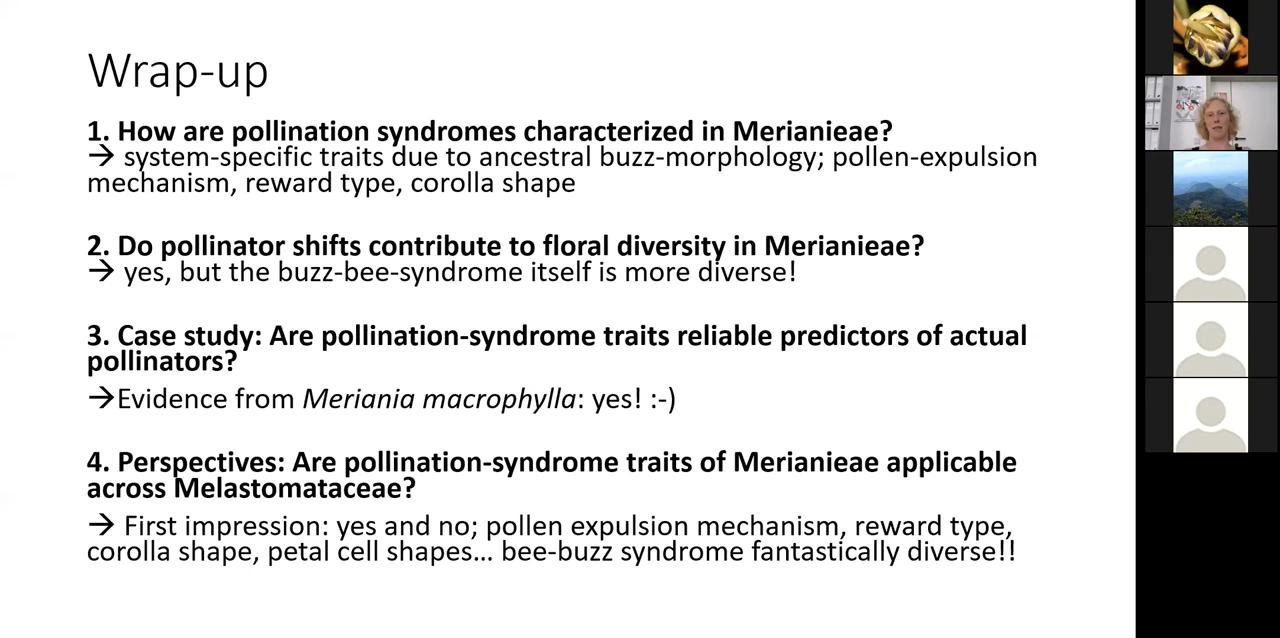 Wrap-up
1. How are pollination syndromes characterized in Merianieae?
→ system-specific traits due to ancestral buzz-morphology; pollen-expulsion
mechanism, reward type, corolla shape
2. Do pollinator shifts contribute to floral diversity in Merianieae?
→ yes, but the buzz-bee-syndrome itself is more diverse!
3. Case study: Are pollination-syndrome traits reliable predictors of actual
pollinators?
→Evidence from Meriania macrophylla: yes! :-)
4. Perspectives: Are pollination-syndrome traits of Merianieae applicable
across Melastomataceae?
→ First impression: yes and no; pollen expulsion mechanism, reward type,
corolla shape, petal cell shapes... bee-buzz syndrome fantastically diverse!!